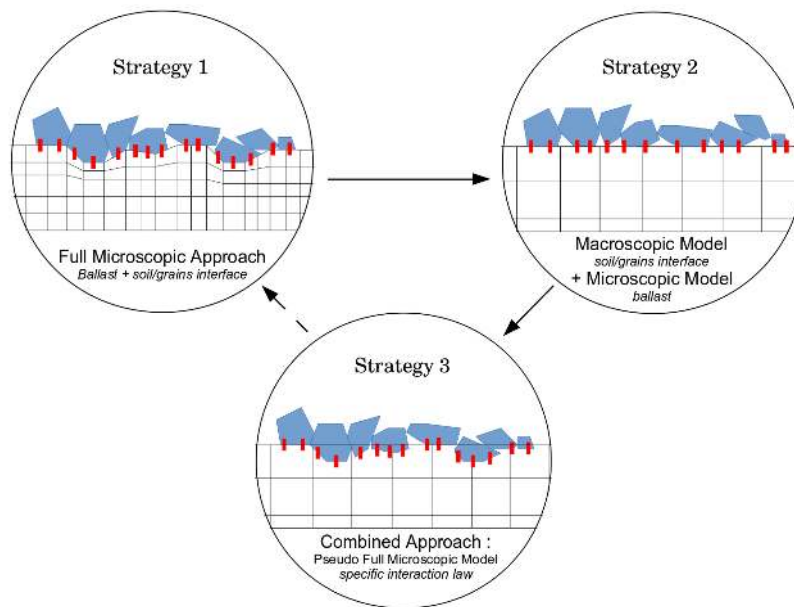 Strategy 1
Full Microscopic Approach
Ballast + soil/grains interface
Strategy 2
Macroscopic Model
soil/grains interface
+ Microscopic Model
ballast
Strategy 3
Combined Approach :
Pseudo Full Microscopic Model
specific interaction law